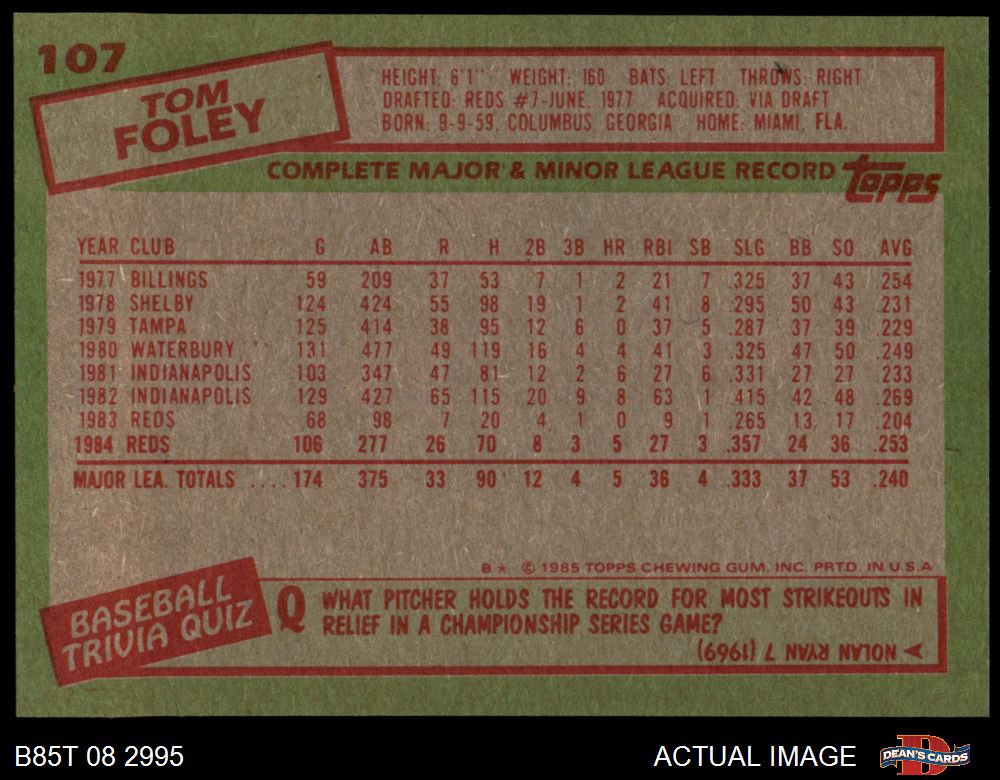 107
TOM
FOLEY
HEIGHT: 6'1" WEIGHT: 160 BATS: LEFT THROWS: RIGHT
DRAFTED: REDS #7-JUNE, 1977 ACQUIRED: VIA DRAFT
BORN: 9-9-59, COLUMBUS, GEORGIA HOME: MIAMI, FLA.
COMPLETE MAJOR & MINOR LEAGUE RECORD topps
YEAR CLUB G AB R H 2B 3B HR RBI SB SLG BB SO AVG
1977 BILLINGS 59 209 37 53 7 1 2 21 7 .325 37 43 .254
1978 SHELBY 124 424 55 98 19 1 2 41 8 .295 50 43 .231
1979 TAMPA 125 414 38 95 12 6 0 37 5 .287 37 39 .229
1980 WATERBURY 131 477 49 119 16 4 4 41 3 .325 47 50 .249
1981 INDIANAPOLIS 103 347 47 81 12 2 6 27 6 .331 27 27 .233
1982 INDIANAPOLIS 129 427 65 115 20 9 8 63 1 .415 42 48 .269
1983 REDS 68 98 7 20 4 1 0 9 1 .265 13 17 .204
1984 REDS 106 277 26 70 8 3 5 27 3 .357 24 36 .253
MAJOR LEA. TOTALS .... 174 375 33 90 12 4 5 36 4 .333 37 53 .240
B* © 1985 TOPPS CHEWING GUM, INC. PRTD. IN U.S.A
BASEBALL
TRIVIA QUIZ
Q WHAT PITCHER HOLDS THE RECORD FOR MOST STRIKEOUTS IN
RELIEF IN A CHAMPIONSHIP SERIES GAME?
NOLAN RYAN 7 (1969)
B85T 08 2995 ACTUAL IMAGE DEAN'S CARDS